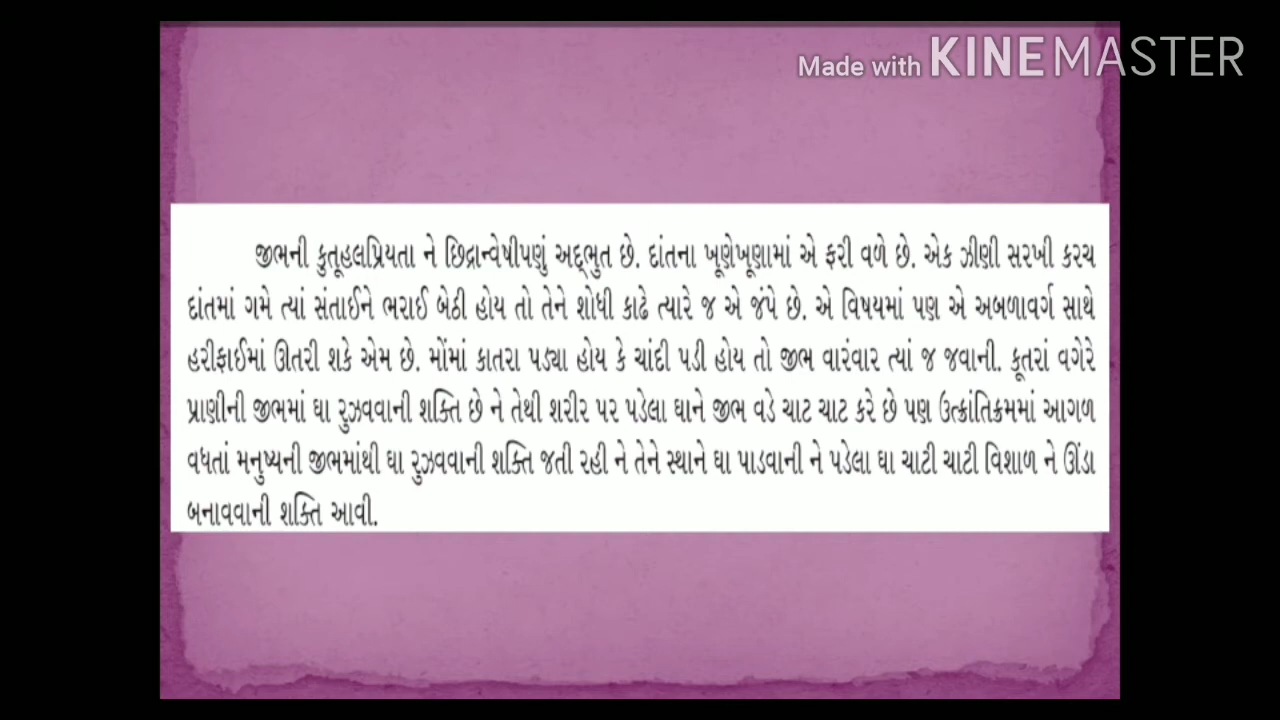 Made with KINEMASTER
જીભની કુતૂહલપ્રિયતા ને છિદ્રાન્વેષીપણું અદ્ભુત છે. દાંતના ખૂણેખૂણામાં એ ફરી વળે છે. એક ઝીણી સરખી કરચ
દાંતમાં ગમે ત્યાં સંતાઈને ભરાઈ બેઠી હોય તો તેને શોધી કાઢે ત્યારે જ એ જંપે છે. એ વિષયમાં પણ એ અબળાવર્ગ સાથે
હરીફાઈમાં ઊતરી શકે એમ છે. મોંમાં કાતરા પડ્યા હોય કે ચાંદી પડી હોય તો જીભ વારંવાર ત્યાં જ જવાની. કૂતરાં વગેરે
પ્રાણીની જીભમાં ઘા રુઝવવાની શક્તિ છે ને તેથી શરીર પર પડેલા ઘાને જીભ વડે ચાટ ચાટ કરે છે પણ ઉત્ક્રાંતિક્રમમાં આગળ
વધતાં મનુષ્યની જીભમાંથી ઘા રુઝવવાની શક્તિ જતી રહી ને તેને સ્થાને ઘા પાડવાની ને પડેલા ઘા ચાટી ચાટી વિશાળ ને ઊંડા
બનાવવાની શક્તિ આવી.